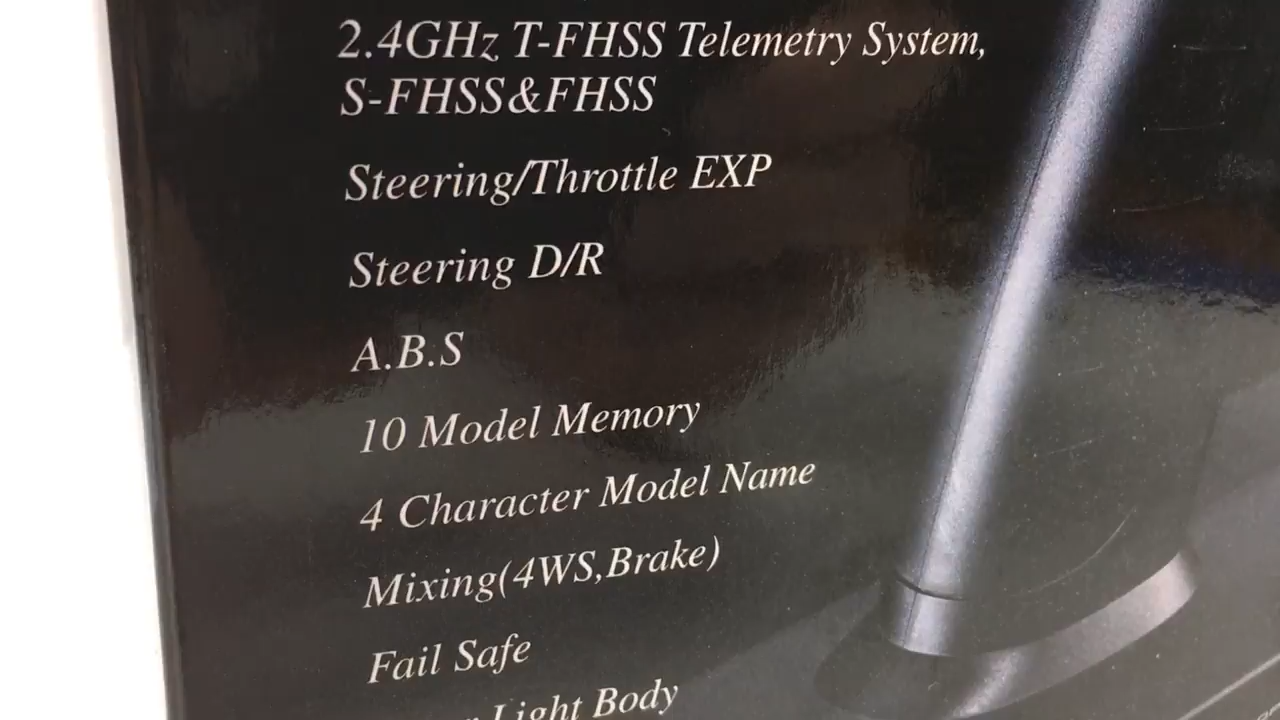 2.4GHz T-FHSS Telemetry System,
S-FHSS&FHSS
Steering/Throttle EXP
Steering D/R
A.B.S
10 Model Memory
4 Character Model Name
Mixing(4WS,Brake)
Fail Safe
Light Body